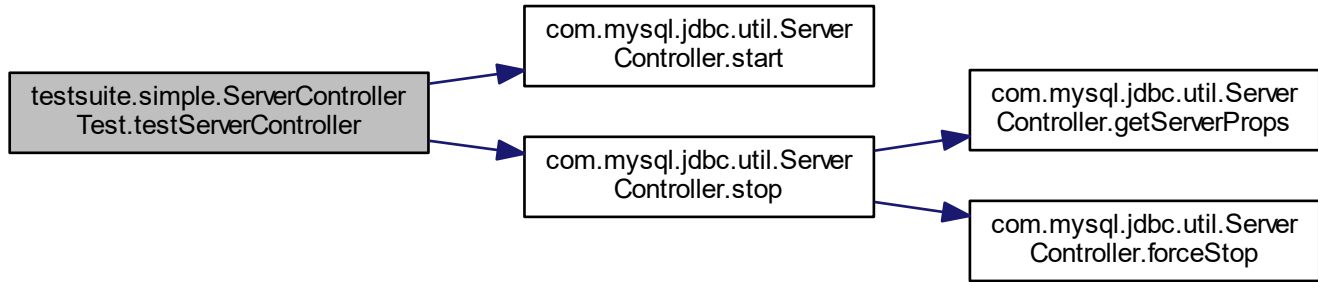 testsuite.simple.ServerController
Test.testServerController
com.mysql.jdbc.util.Server
Controller.start
com.mysql.jdbc.util.Server
Controller.stop
com.mysql.jdbc.util.Server
Controller.getServerProps
com.mysql.jdbc.util.Server
Controller.forceStop